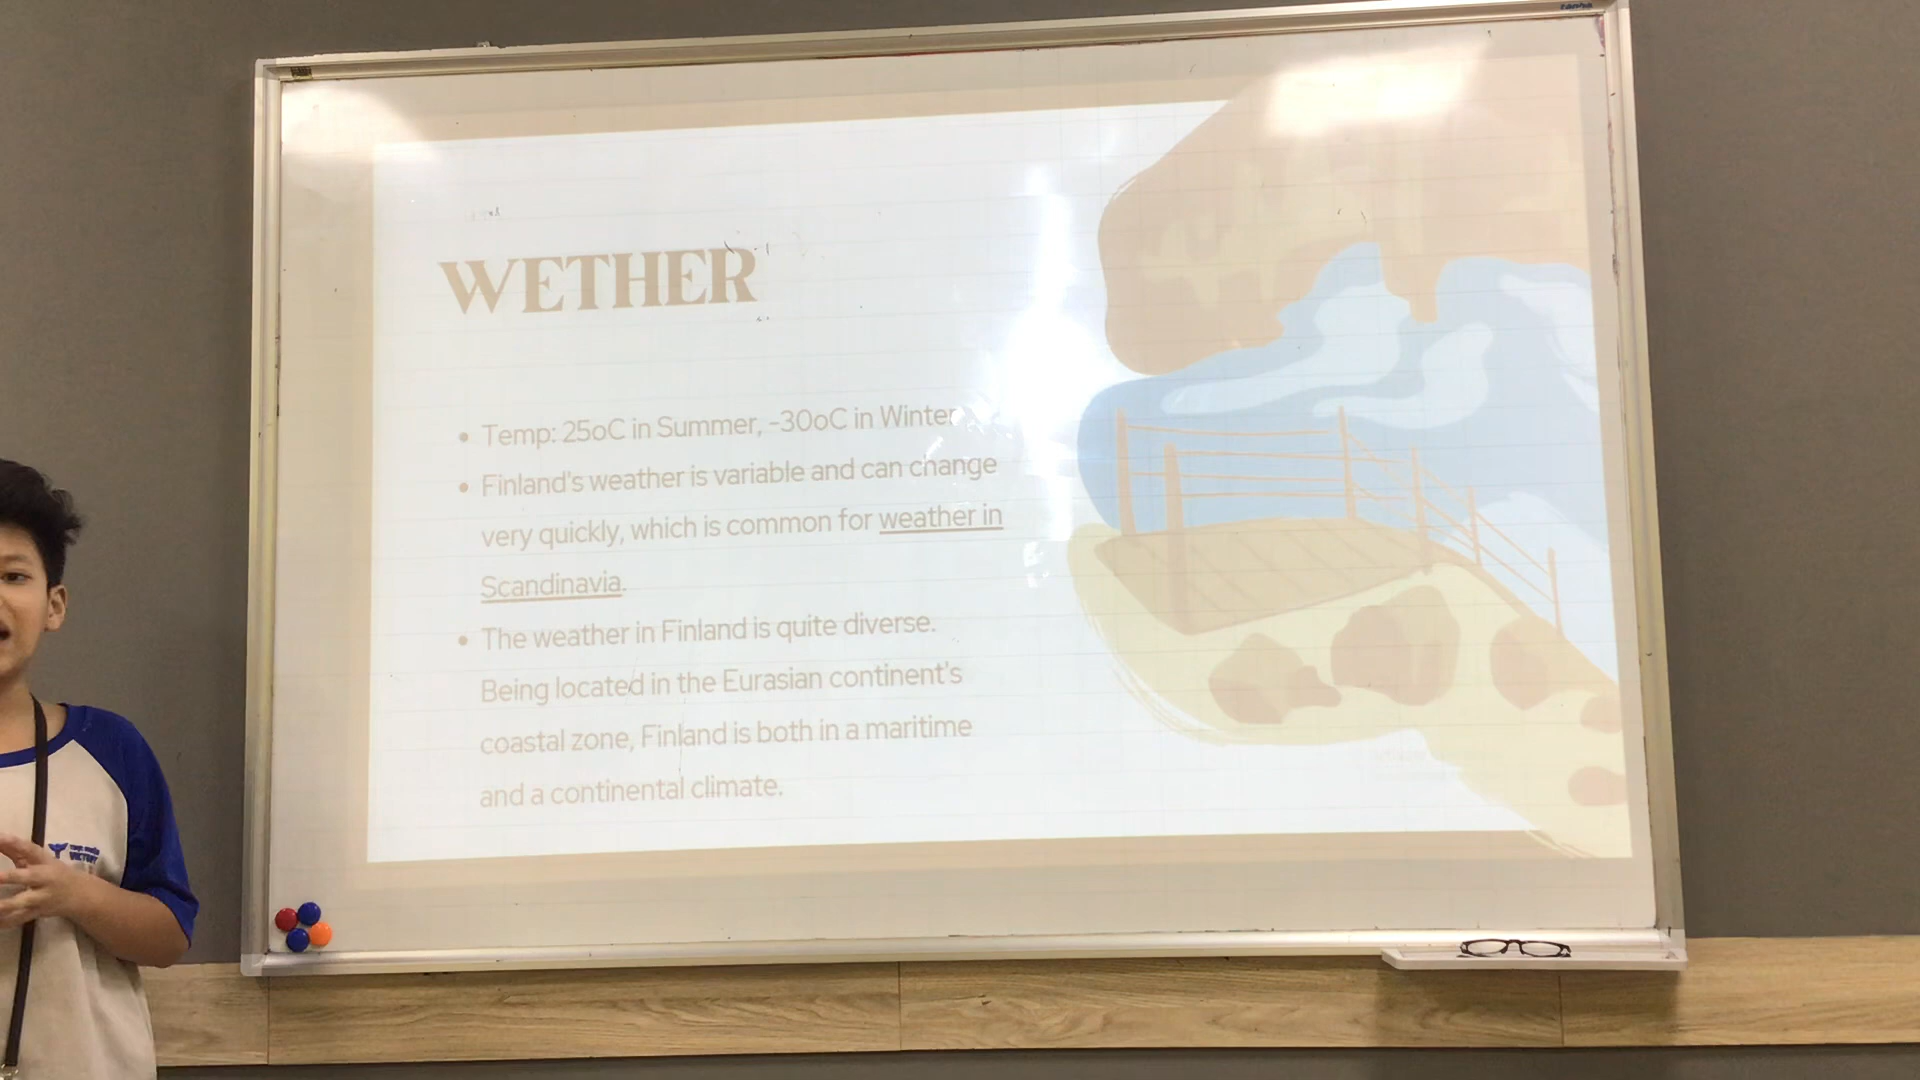 WETHER
• Temp: 25oC in Summer, -30oC in Winter
• Finland's weather is variable and can change
very quickly, which is common for weather in
Scandinavia.
• The weather in Finland is quite diverse.
Being located in the Eurasian continent's
coastal zone, Finland is both in a maritime
and a continental climate.